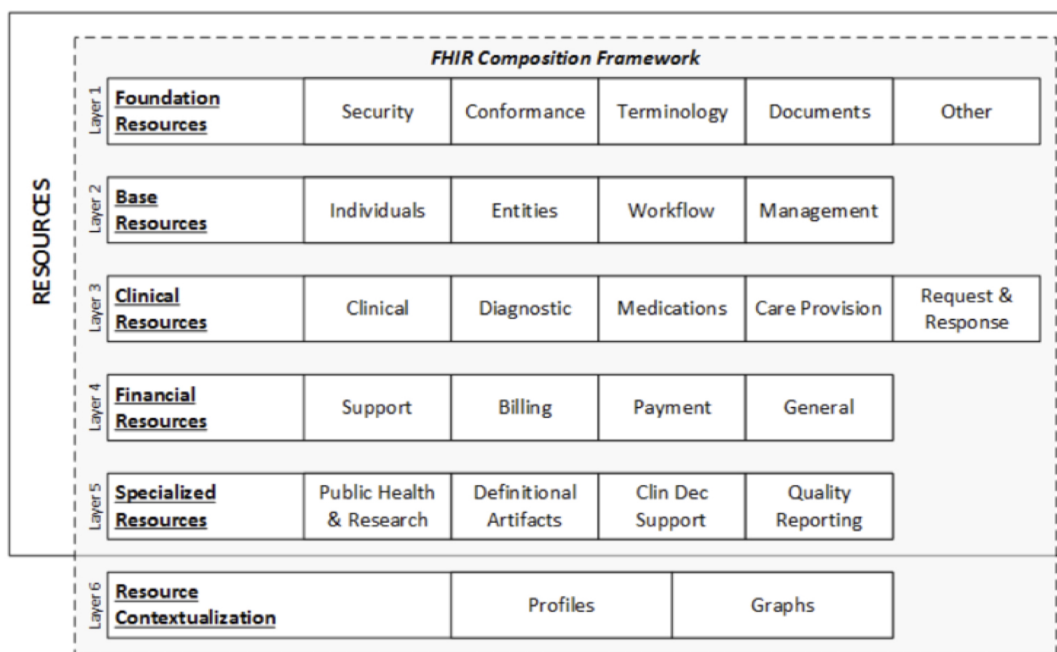 FHIR Composition Framework
RESOURCES
Layer 1
Foundation
Resources
Security
Conformance
Terminology
Documents
Other
Layer 2
Base
Resources
Individuals
Entities
Workflow
Management
Layer 3
Clinical
Resources
Clinical
Diagnostic
Medications
Care Provision
Request &
Response
Layer 4
Financial
Resources
Support
Billing
Payment
General
Layer 5
Specialized
Resources
Public Health
& Research
Definitional
Artifacts
Clin Dec
Support
Quality
Reporting
Layer 6
Resource
Contextualization
Profiles
Graphs